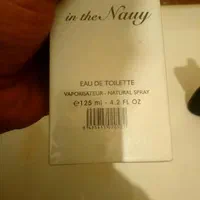 in the Navy
EAU DE TOILETTE
VAPORISATEUR - NATURAL SPRAY
℮ 125 ml - 4.2 FL OZ